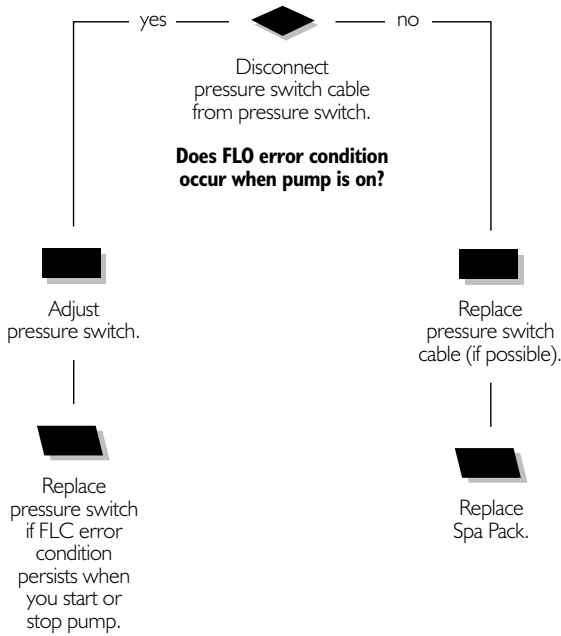 yes
no
Disconnect
pressure switch cable
from pressure switch.
Does FLO error condition
occur when pump is on?
Adjust
pressure switch.
Replace
pressure switch
cable (if possible).
Replace
pressure switch
if FLC error
condition
persists when
you start or
stop pump.
Replace
Spa Pack.